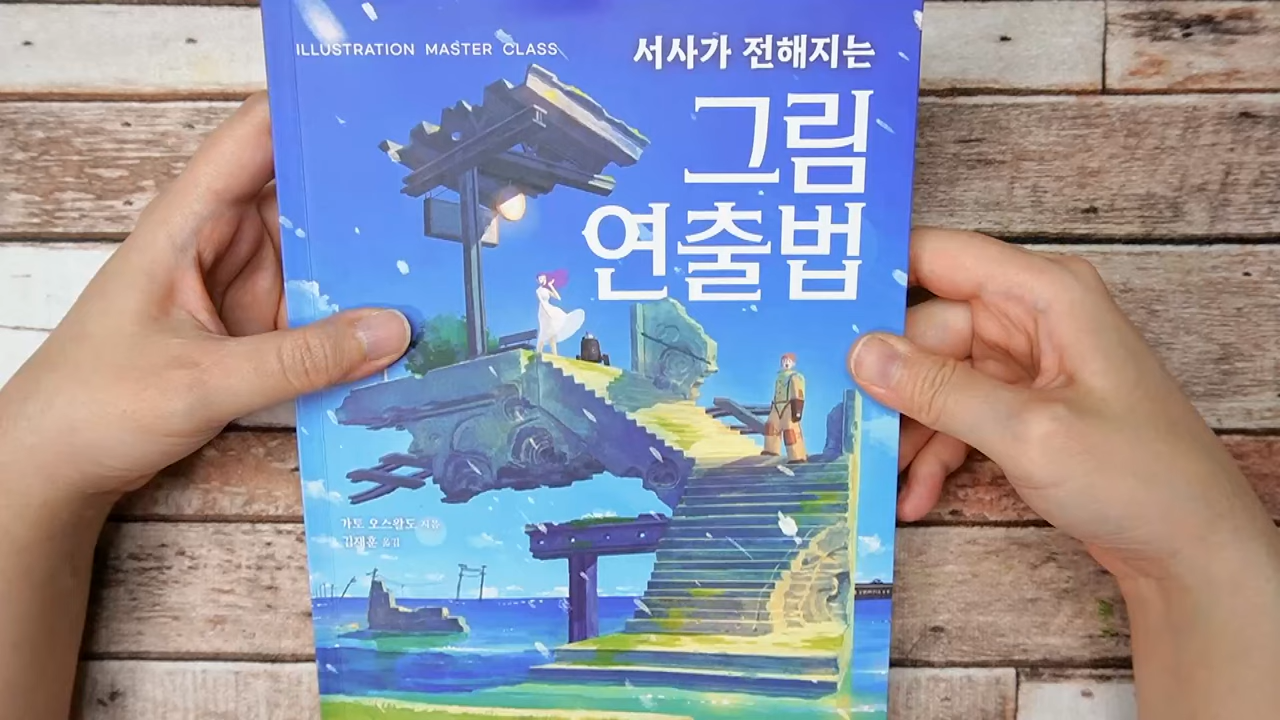 ILLUSTRATION MASTER CLASS
서사가 전해지는
그림
연출법
가토 오스왈도 지음
김재훈 옮김